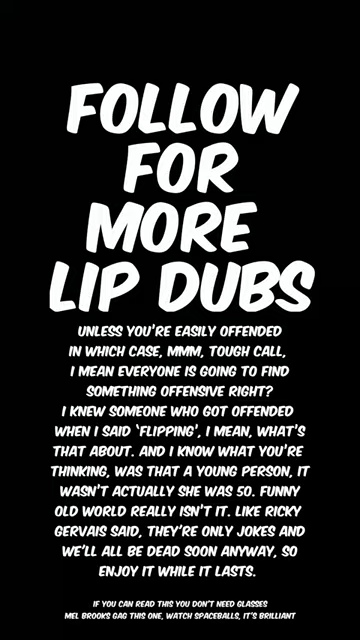 FOLLOW
FOR
MORE
LIP DUBS
UNLESS YOU'RE EASILY OFFENDED
IN WHICH CASE, MMM, TOUGH CALL,
I MEAN EVERYONE IS GOING TO FIND
SOMETHING OFFENSIVE RIGHT?
I KNEW SOMEONE WHO GOT OFFENDED
WHEN I SAID 'FLIPPING', I MEAN, WHAT'S
THAT ABOUT. AND I KNOW WHAT YOU'RE
THINKING, WAS THAT A YOUNG PERSON, IT
WASN'T ACTUALLY SHE WAS 50. FUNNY
OLD WORLD REALLY ISN'T IT. LIKE RICKY
GERVAIS SAID, THEY'RE ONLY JOKES AND
WE'LL ALL BE DEAD SOON ANYWAY, SO
ENJOY IT WHILE IT LASTS.
IF YOU CAN READ THIS YOU DON'T NEED GLASSES
MEL BROOKS GAG THIS ONE, WATCH SPACEBALLS, IT'S BRILLIANT